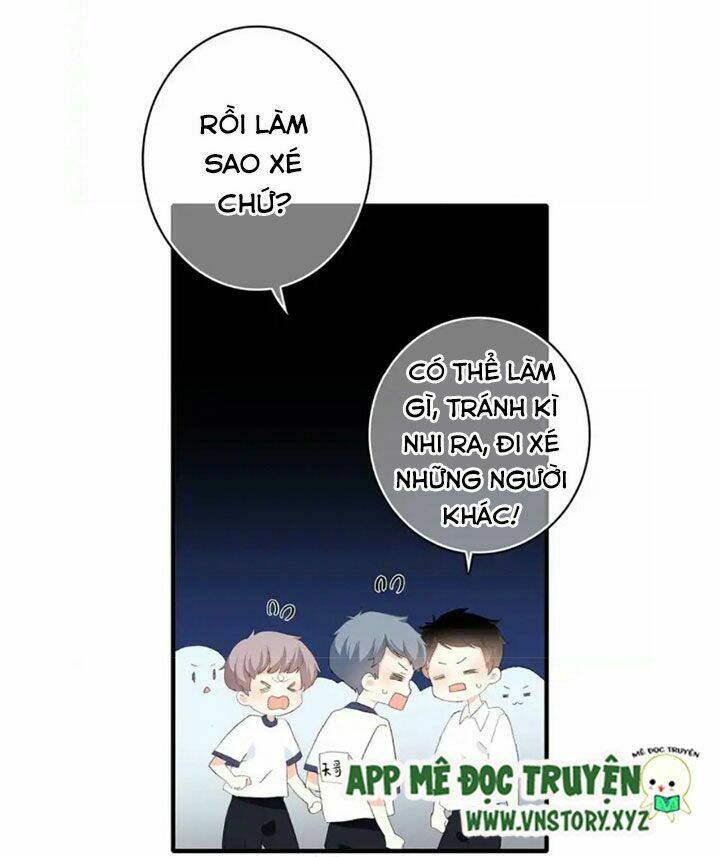 RỒI LÀM
SAO XÉ
CHỨ?
CÓ THỂ LÀM
GÌ, TRÁNH KÌ
NHI RA, ĐI XÉ
NHỮNG NGƯỜI
KHÁC!
MÊ ĐỌC TRUYỆN
APP MÊ ĐỌC TRUYỆN
WWW.VNSTORY.XYZ